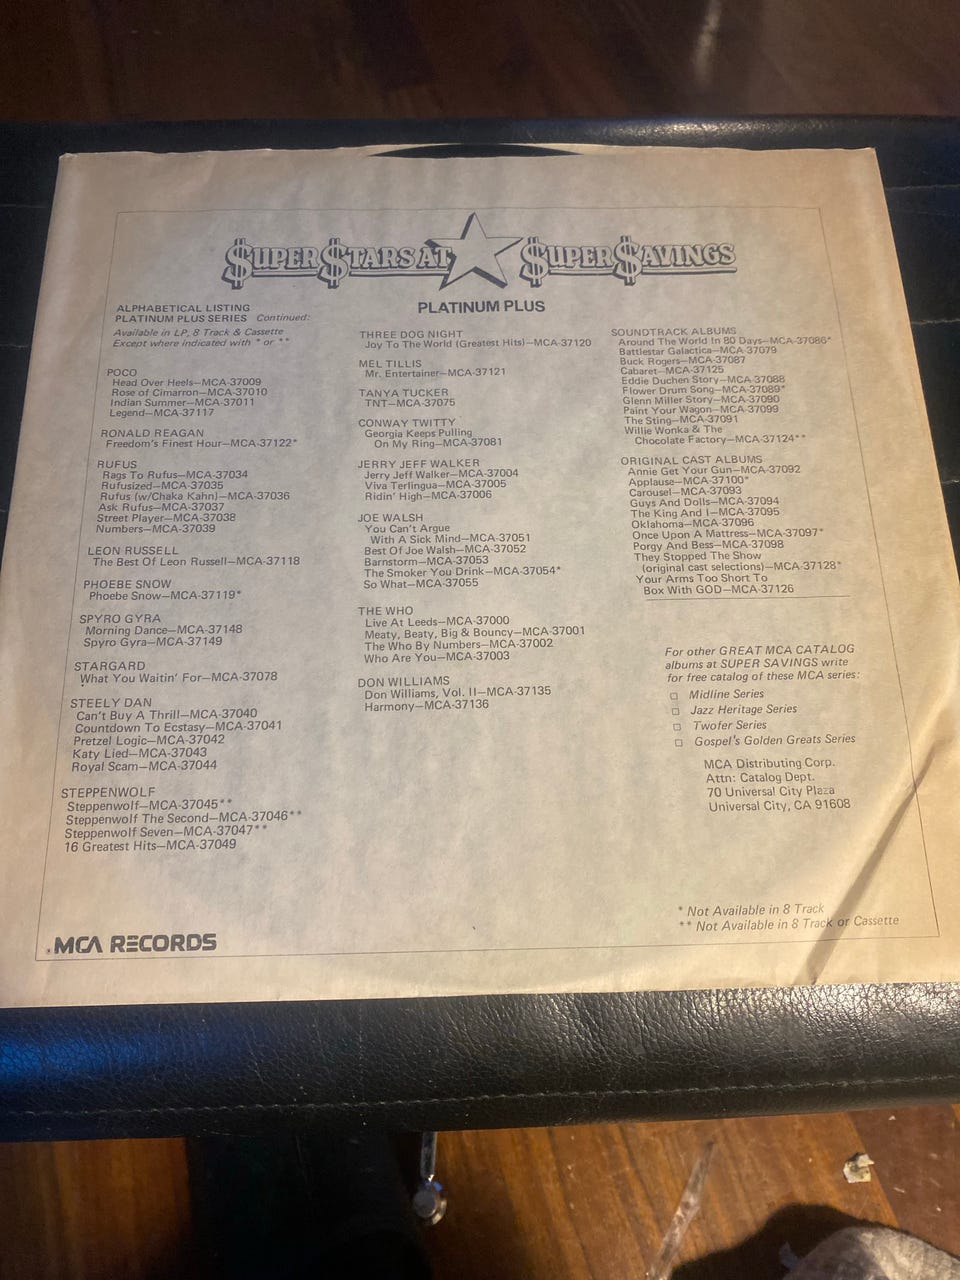 $UPER $TARS AT $UPER $AVINGS
PLATINUM PLUS
ALPHABETICAL LISTING
PLATINUM PLUS SERIES Continued:
Available in LP, 8 Track & Cassette
Except where indicated with * or **
POCO
Head Over Heels—MCA-37009
Rose of Cimarron—MCA-37010
Indian Summer—MCA-37011
Legend—MCA-37117
RONALD REAGAN
Freedom's Finest Hour—MCA-37122*
RUFUS
Rags To Rufus—MCA-37034
Rufusized—MCA-37035
Rufus (w/Chaka Kahn)—MCA-37036
Ask Rufus—MCA-37037
Street Player—MCA-37038
Numbers—MCA-37039
LEON RUSSELL
The Best Of Leon Russell—MCA-37118
PHOEBE SNOW
Phoebe Snow—MCA-37119*
SPYRO GYRA
Morning Dance—MCA-37148
Spyro Gyra—MCA-37149
STARGARD
What You Waitin' For—MCA-37078
STEELY DAN
Can't Buy A Thrill—MCA-37040
Countdown To Ecstasy—MCA-37041
Pretzel Logic—MCA-37042
Katy Lied—MCA-37043
Royal Scam—MCA-37044
STEPPENWOLF
Steppenwolf—MCA-37045**
Steppenwolf The Second—MCA-37046**
Steppenwolf Seven—MCA-37047**
16 Greatest Hits—MCA-37049
THREE DOG NIGHT
Joy To The World (Greatest Hits)—MCA-37120
MEL TILLIS
Mr. Entertainer—MCA-37121
TANYA TUCKER
TNT—MCA-37075
CONWAY TWITTY
Georgia Keeps Pulling
On My Ring—MCA-37081
JERRY JEFF WALKER
Jerry Jeff Walker—MCA-37004
Viva Terlingua—MCA-37005
Ridin' High—MCA-37006
JOE WALSH
You Can't Argue
With A Sick Mind—MCA-37051
Best Of Joe Walsh—MCA-37052
Barnstorm—MCA-37053
The Smoker You Drink—MCA-37054*
So What—MCA-37055
THE WHO
Live At Leeds—MCA-37000
Meaty, Beaty, Big & Bouncy—MCA-37001
The Who By Numbers—MCA-37002
Who Are You—MCA-37003
DON WILLIAMS
Don Williams, Vol. II—MCA-37135
Harmony—MCA-37136
SOUNDTRACK ALBUMS
Around The World In 80 Days—MCA-37086*
Battlestar Galactica—MCA-37079
Buck Rogers—MCA-37087
Cabaret—MCA-37125
Eddie Duchen Story—MCA-37088
Flower Drum Song—MCA-37089*
Glenn Miller Story—MCA-37090
Paint Your Wagon—MCA-37099
The Sting—MCA-37091
Willie Wonka & The
Chocolate Factory—MCA-37124**
ORIGINAL CAST ALBUMS
Annie Get Your Gun—MCA-37092
Applause—MCA-37100*
Carousel—MCA-37093
Guys And Dolls—MCA-37094
The King And I—MCA-37095
Oklahoma—MCA-37096
Once Upon A Mattress—MCA-37097*
Porgy And Bess—MCA-37098
They Stopped The Show
(original cast selections)—MCA-37128*
Your Arms Too Short To
Box With GOD—MCA-37126
For other GREAT MCA CATALOG
albums at SUPER SAVINGS write
for free catalog of these MCA series:
Midline Series
Jazz Heritage Series
Twofer Series
Gospel's Golden Greats Series
MCA Distributing Corp.
Attn: Catalog Dept.
70 Universal City Plaza
Universal City, CA 91608
* Not Available in 8 Track
** Not Available in 8 Track or Cassette
MCA RECORDS